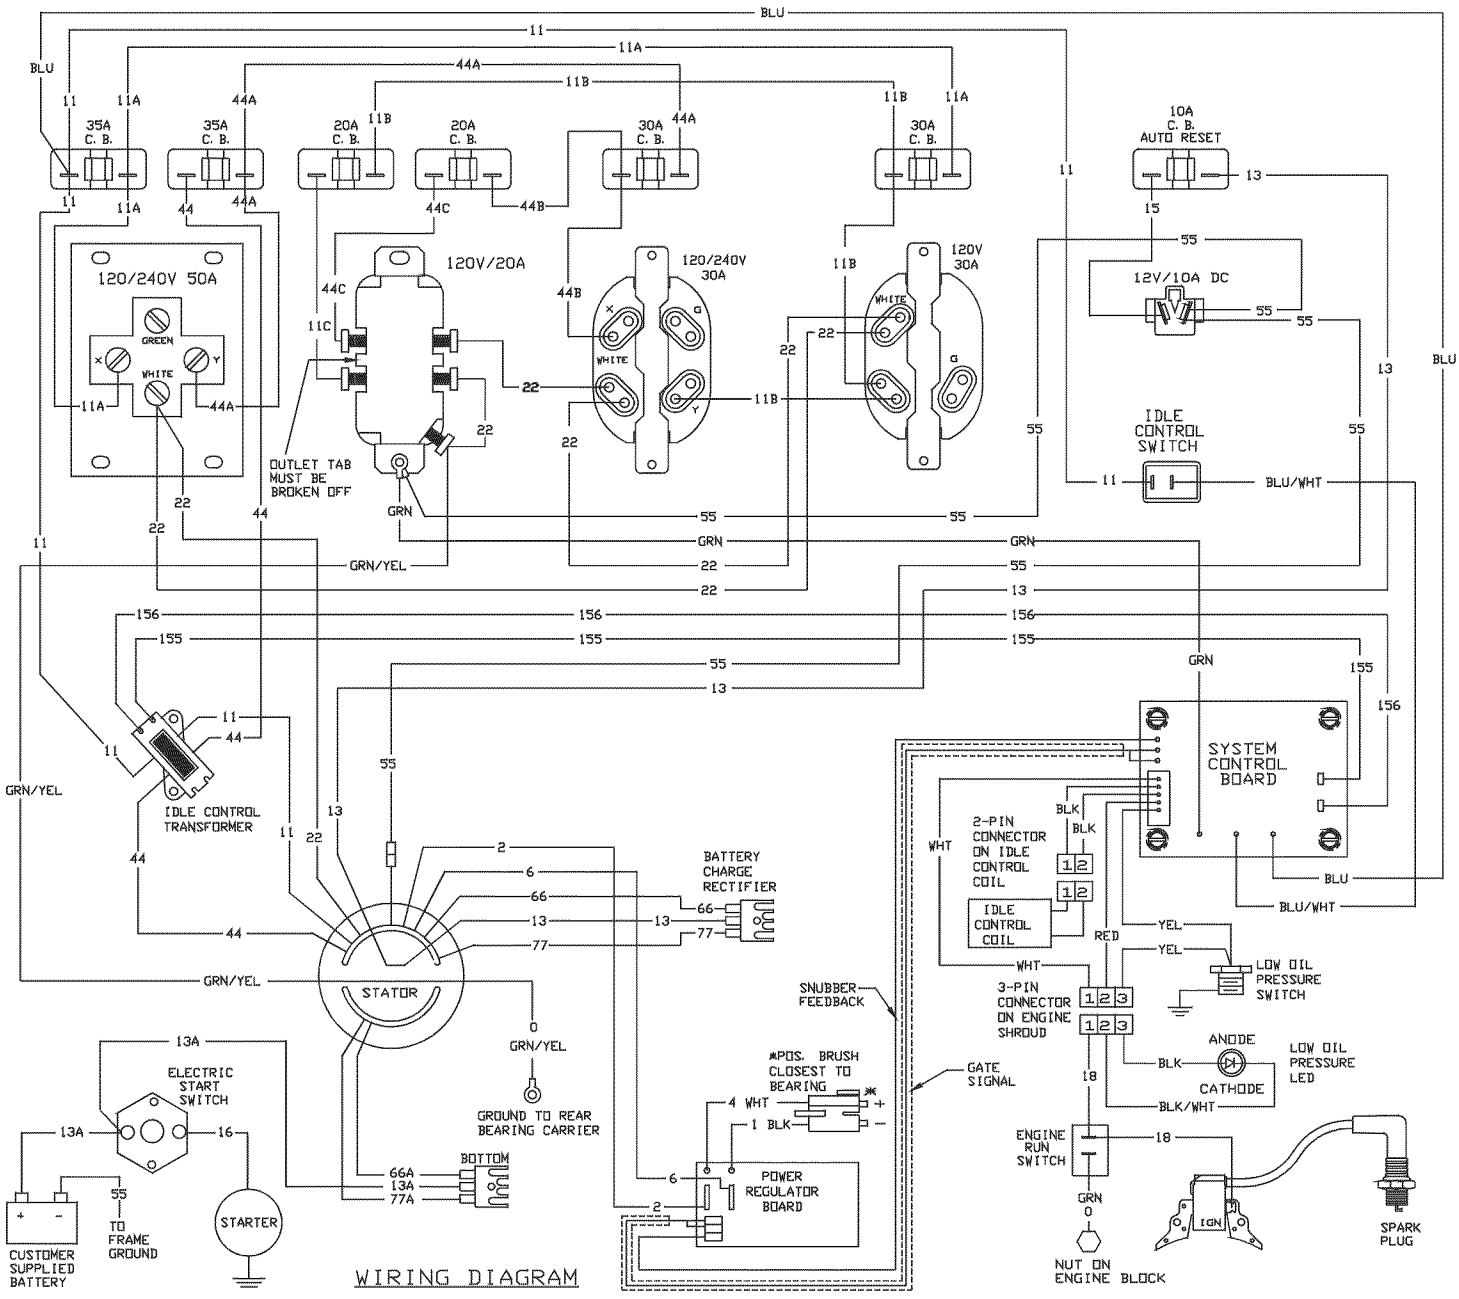 BLU
11
11A
44A
11B
BLU
11
11A
44A
11B
44A
11B
11A
35A
C. B.
35A
C. B.
20A
C. B.
20A
C. B.
30A
C. B.
30A
C. B.
10A
C. B.
AUTO RESET
11
13
11
11A
44
44A
44C
44B
15
55
120/240V 50A
120V/20A
120/240V
30A
120V
30A
12V/10A DC
GREEN
X
Y
WHITE
11A
44A
44C
11C
44B
X
G
WHITE
Y
11B
WHITE
22
G
22
55
55
BLU
13
22
22
22
11B
22
OUTLET TAB
MUST BE
BROKEN OFF
55
55
IDLE
CONTROL
SWITCH
11
BLU/WHT
22
22
44
GRN
55
55
11
GRN
GRN
GRN/YEL
22
55
22
13
156
156
156
155
155
155
GRN
55
13
155
156
11
44
11
GRN/YEL
IDLE CONTROL
TRANSFORMER
55
13
11
22
44
SYSTEM
CONTROL
BOARD
BLK
BLK
WHT
2-PIN
CONNECTOR
ON IDLE
CONTROL
COIL
1 2
1 2
IDLE
CONTROL
COIL
BLU
BLU/WHT
2
6
66
13
77
BATTERY
CHARGE
RECTIFIER
66
13
77
44
GRN/YEL
STATOR
RED
YEL
YEL
WHT
LOW OIL
PRESSURE
SWITCH
3-PIN
CONNECTOR
ON ENGINE
SHROUD
1 2 3
1 2 3
SNUBBER
FEEDBACK
0
GRN/YEL
GROUND TO REAR
BEARING CARRIER
*POS. BRUSH
CLOSEST TO
BEARING
*
+
-
4 WHT
1 BLK
GATE
SIGNAL
ANODE
CATHODE
BLK
BLK/WHT
LOW OIL
PRESSURE
LED
18
13A
ELECTRIC
START
SWITCH
13A
16
55
+
-
TO
FRAME
GROUND
CUSTOMER
SUPPLIED
BATTERY
STARTER
BOTTOM
66A
13A
77A
6
2
POWER
REGULATOR
BOARD
ENGINE
RUN
SWITCH
18
GRN
0
NUT ON
ENGINE BLOCK
IGN
SPARK
PLUG
WIRING DIAGRAM